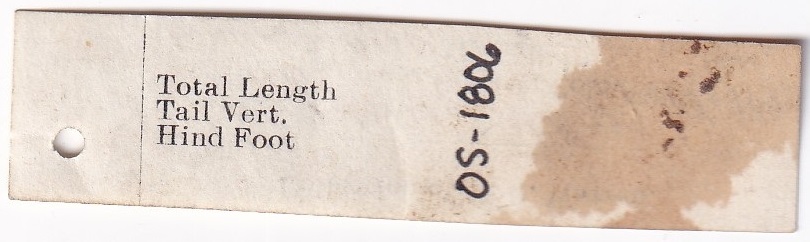 Total Length
Tail Vert.
Hind Foot
OS-1806